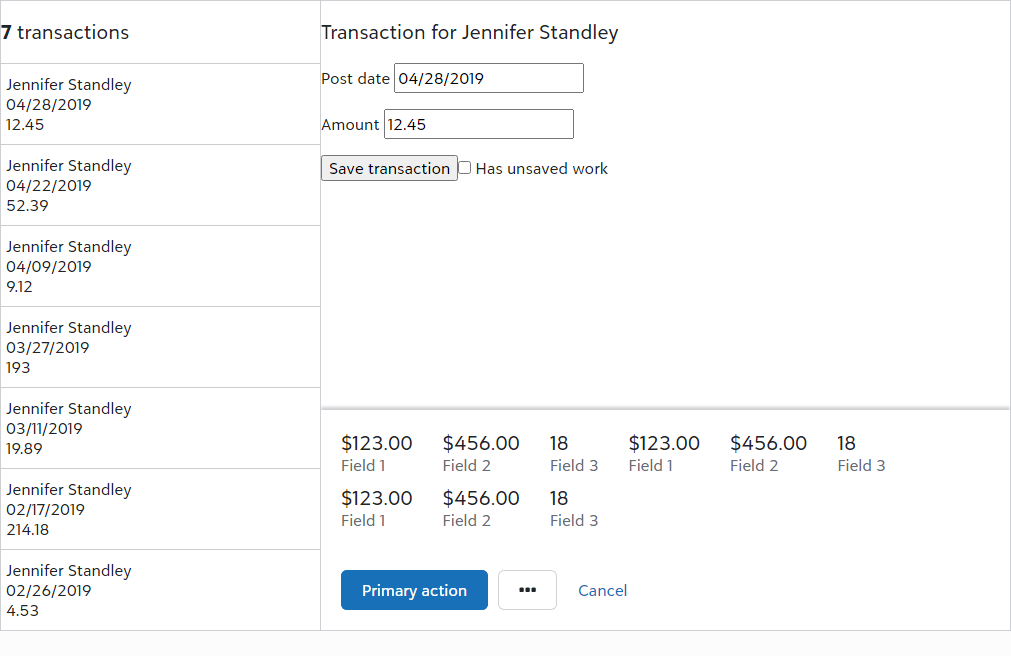 7 transactions
Jennifer Standley
04/28/2019
12.45
Jennifer Standley
04/22/2019
52.39
Jennifer Standley
04/09/2019
9.12
Jennifer Standley
03/27/2019
193
Jennifer Standley
03/11/2019
19.89
Jennifer Standley
02/17/2019
214.18
Jennifer Standley
02/26/2019
4.53
Transaction for Jennifer Standley
Post date 04/28/2019
Amount 12.45
Save transaction Has unsaved work
$123.00 $456.00 18 $123.00 $456.00 18
Field 1 Field 2 Field 3 Field 1 Field 2 Field 3
$123.00 $456.00 18
Field 1 Field 2 Field 3
Primary action ••• Cancel